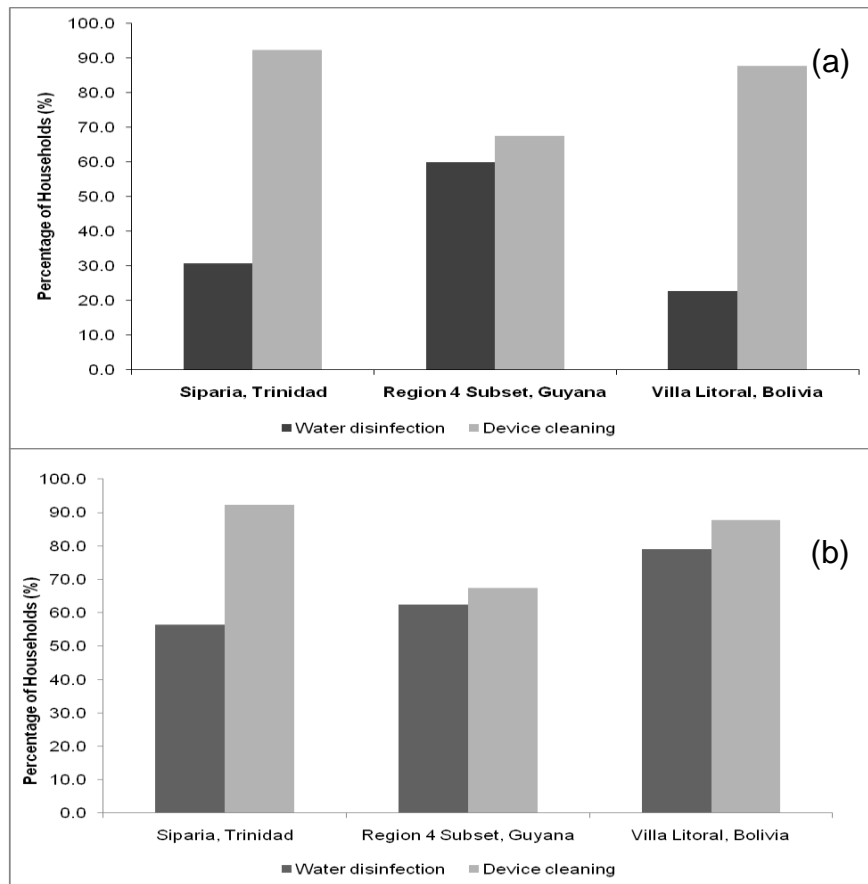 100.0
90.0
80.0
70.0
60.0
50.0
40.0
30.0
20.0
10.0
0.0
Percentage of Households (%)
(a)
Siparia, Trinidad Region 4 Subset, Guyana Villa Litoral, Bolivia
Water disinfection Device cleaning
100.0
90.0
80.0
70.0
60.0
50.0
40.0
30.0
20.0
10.0
0.0
Percentage of Households (%)
(b)
Siparia, Trinidad Region 4 Subset, Guyana Villa Litoral, Bolivia
Water disinfection Device cleaning